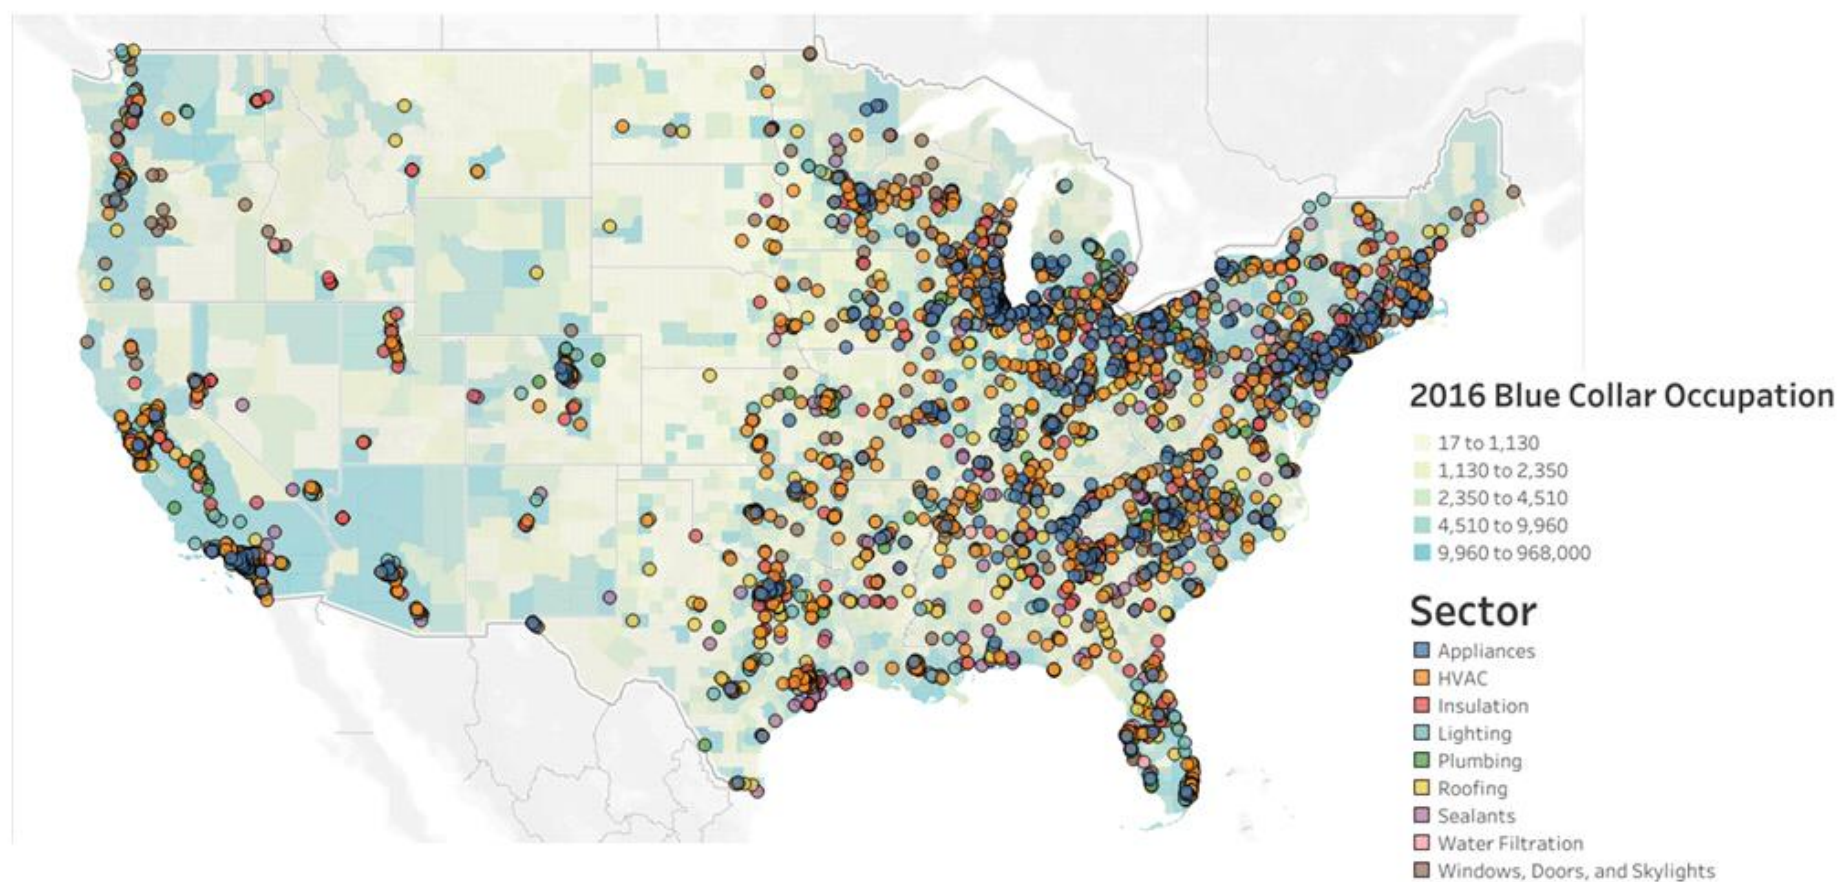 2016 Blue Collar Occupation
17 to 1,130
1,130 to 2,350
2,350 to 4,510
4,510 to 9,960
9,960 to 968,000
Sector
Appliances
HVAC
Insulation
Lighting
Plumbing
Roofing
Sealants
Water Filtration
Windows, Doors, and Skylights